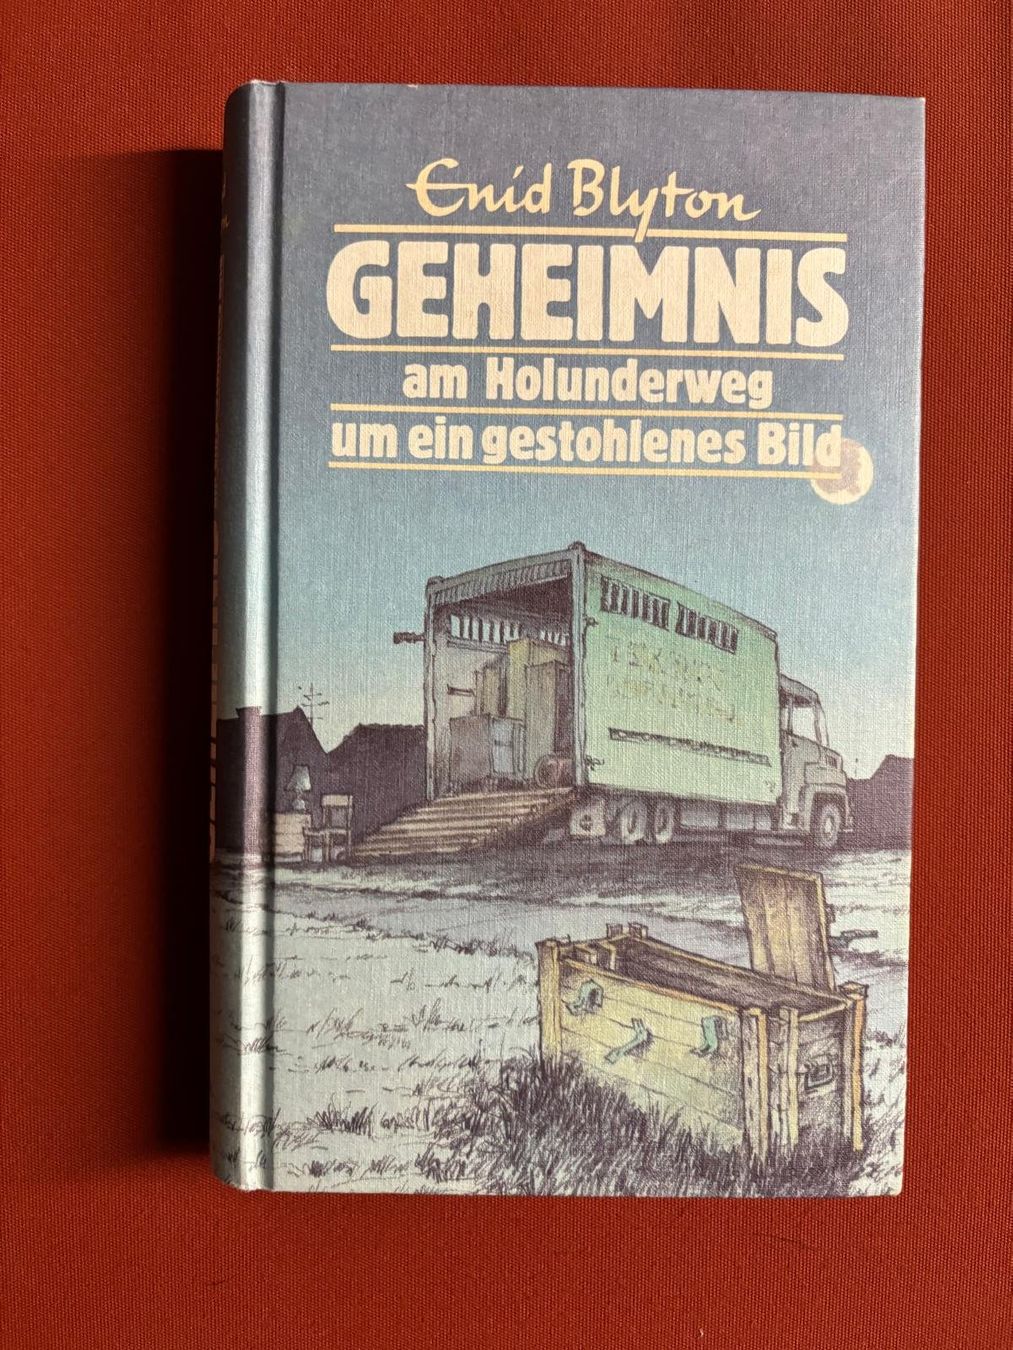 Enid Blyton
GEHEIMNIS
am Holunderweg
um ein gestohlenes Bild